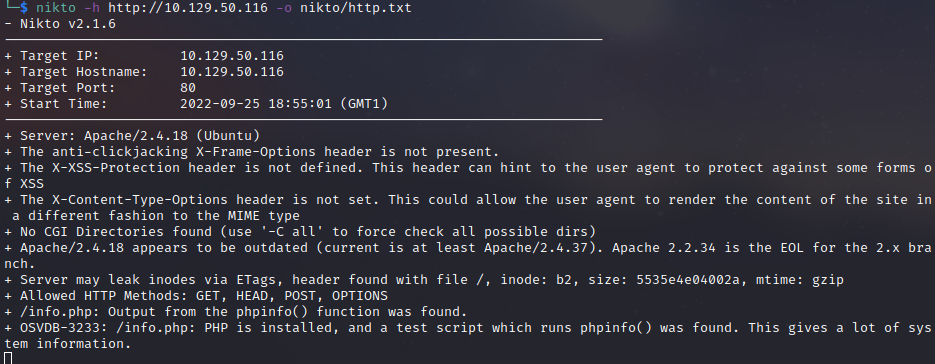 └─$ nikto -h http://10.129.50.116 -o nikto/http.txt
- Nikto v2.1.6
---------------------------------------------------------------------------
+ Target IP:          10.129.50.116
+ Target Hostname:    10.129.50.116
+ Target Port:        80
+ Start Time:         2022-09-25 18:55:01 (GMT1)
---------------------------------------------------------------------------
+ Server: Apache/2.4.18 (Ubuntu)
+ The anti-clickjacking X-Frame-Options header is not present.
+ The X-XSS-Protection header is not defined. This header can hint to the user agent to protect against some forms o
f XSS
+ The X-Content-Type-Options header is not set. This could allow the user agent to render the content of the site in
 a different fashion to the MIME type
+ No CGI Directories found (use '-C all' to force check all possible dirs)
+ Apache/2.4.18 appears to be outdated (current is at least Apache/2.4.37). Apache 2.2.34 is the EOL for the 2.x bra
nch.
+ Server may leak inodes via ETags, header found with file /, inode: b2, size: 5535e4e04002a, mtime: gzip
+ Allowed HTTP Methods: GET, HEAD, POST, OPTIONS
+ /info.php: Output from the phpinfo() function was found.
+ OSVDB-3233: /info.php: PHP is installed, and a test script which runs phpinfo() was found. This gives a lot of sys
tem information.